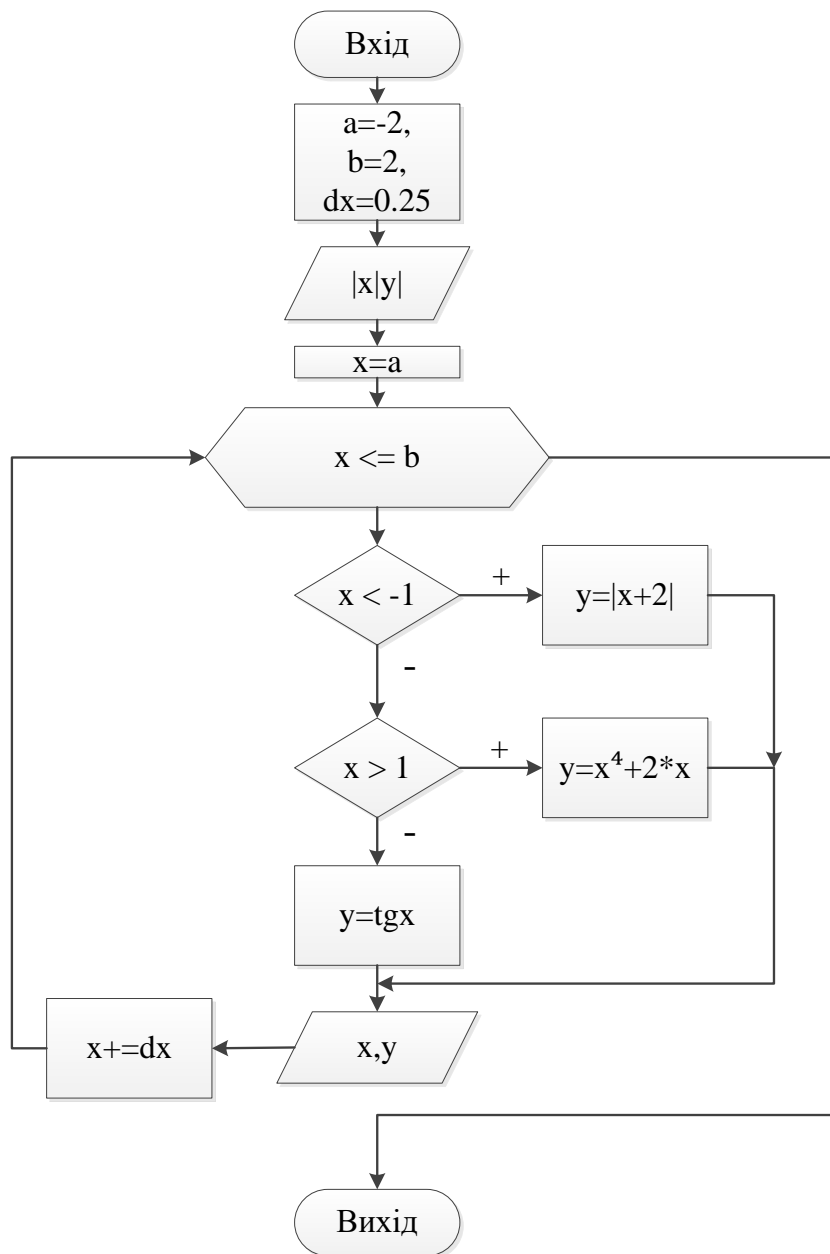 Вхід
a=-2,
b=2,
dx=0.25
|x|y|
x=a
x <= b
x < -1
+
y=|x+2|
-
x > 1
+
y=x⁴+2*x
-
y=tgx
x+=dx
x,y
Вихід